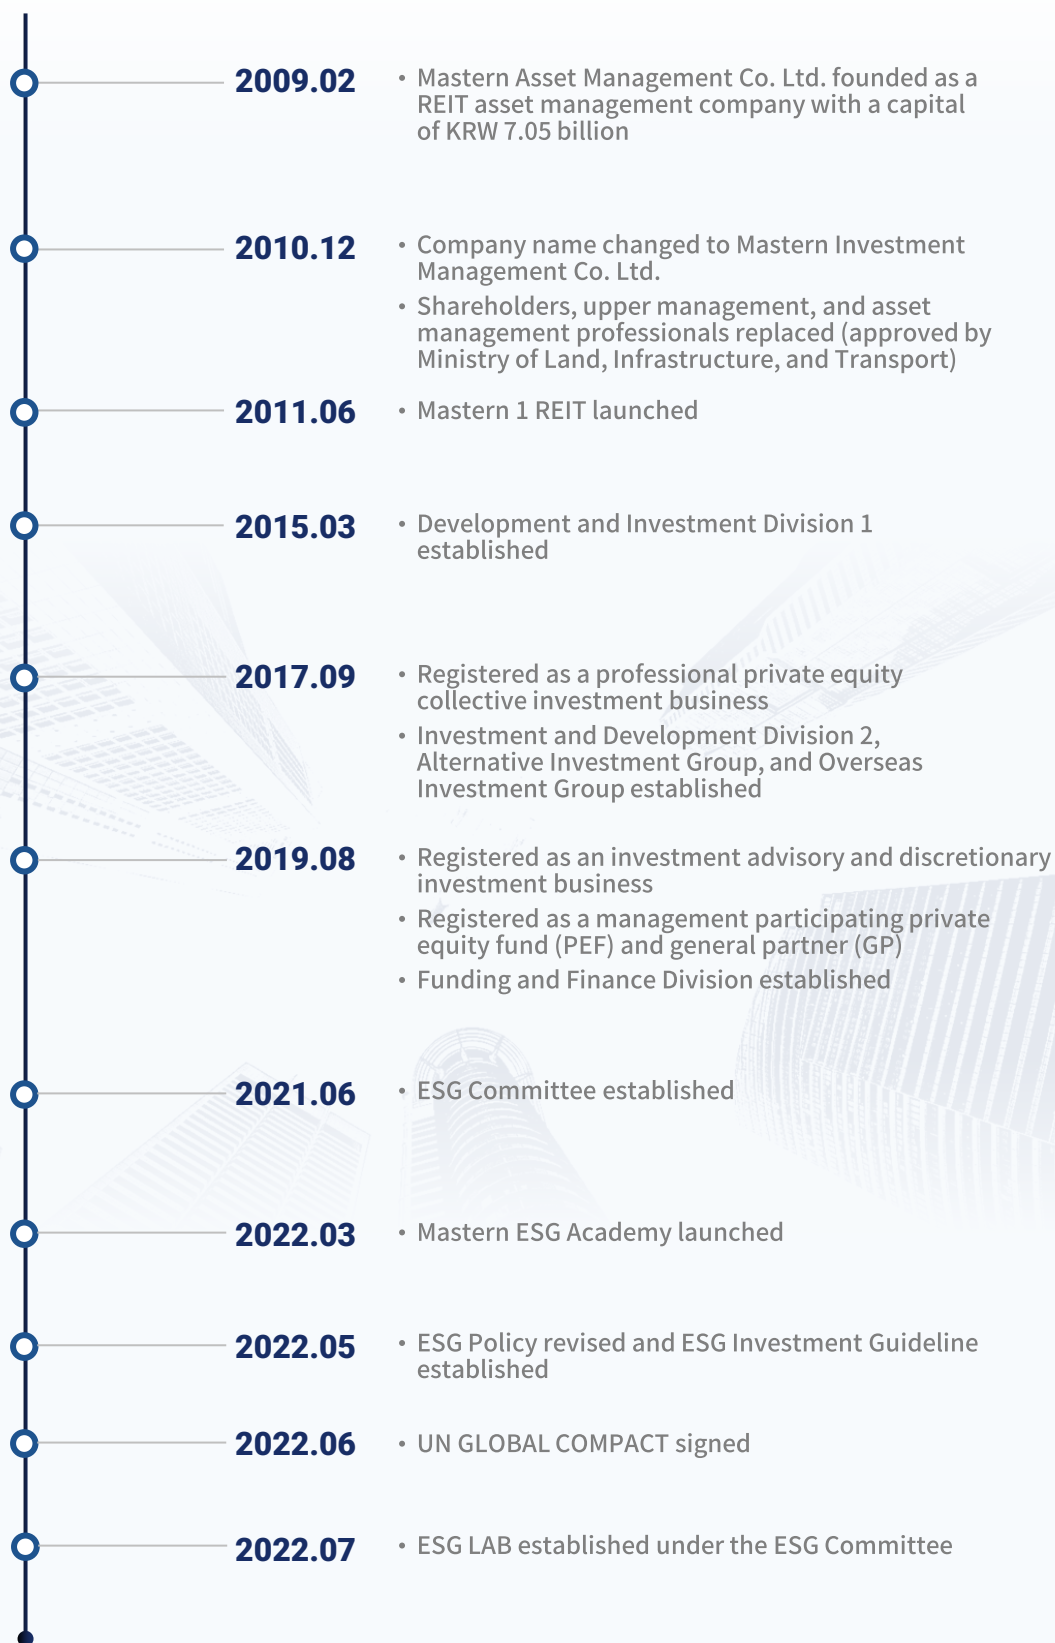 2009.02
• Mastern Asset Management Co. Ltd. founded as a
REIT asset management company with a capital
of KRW 7.05 billion
2010.12
• Company name changed to Mastern Investment
Management Co. Ltd.
• Shareholders, upper management, and asset
management professionals replaced (approved by
Ministry of Land, Infrastructure, and Transport)
2011.06
• Mastern 1 REIT launched
2015.03
• Development and Investment Division 1
established
2017.09
• Registered as a professional private equity
collective investment business
• Investment and Development Division 2,
Alternative Investment Group, and Overseas
Investment Group established
2019.08
• Registered as an investment advisory and discretionary
investment business
• Registered as a management participating private
equity fund (PEF) and general partner (GP)
• Funding and Finance Division established
2021.06
• ESG Committee established
2022.03
• Mastern ESG Academy launched
2022.05
• ESG Policy revised and ESG Investment Guideline
established
2022.06
• UN GLOBAL COMPACT signed
2022.07
• ESG LAB established under the ESG Committee